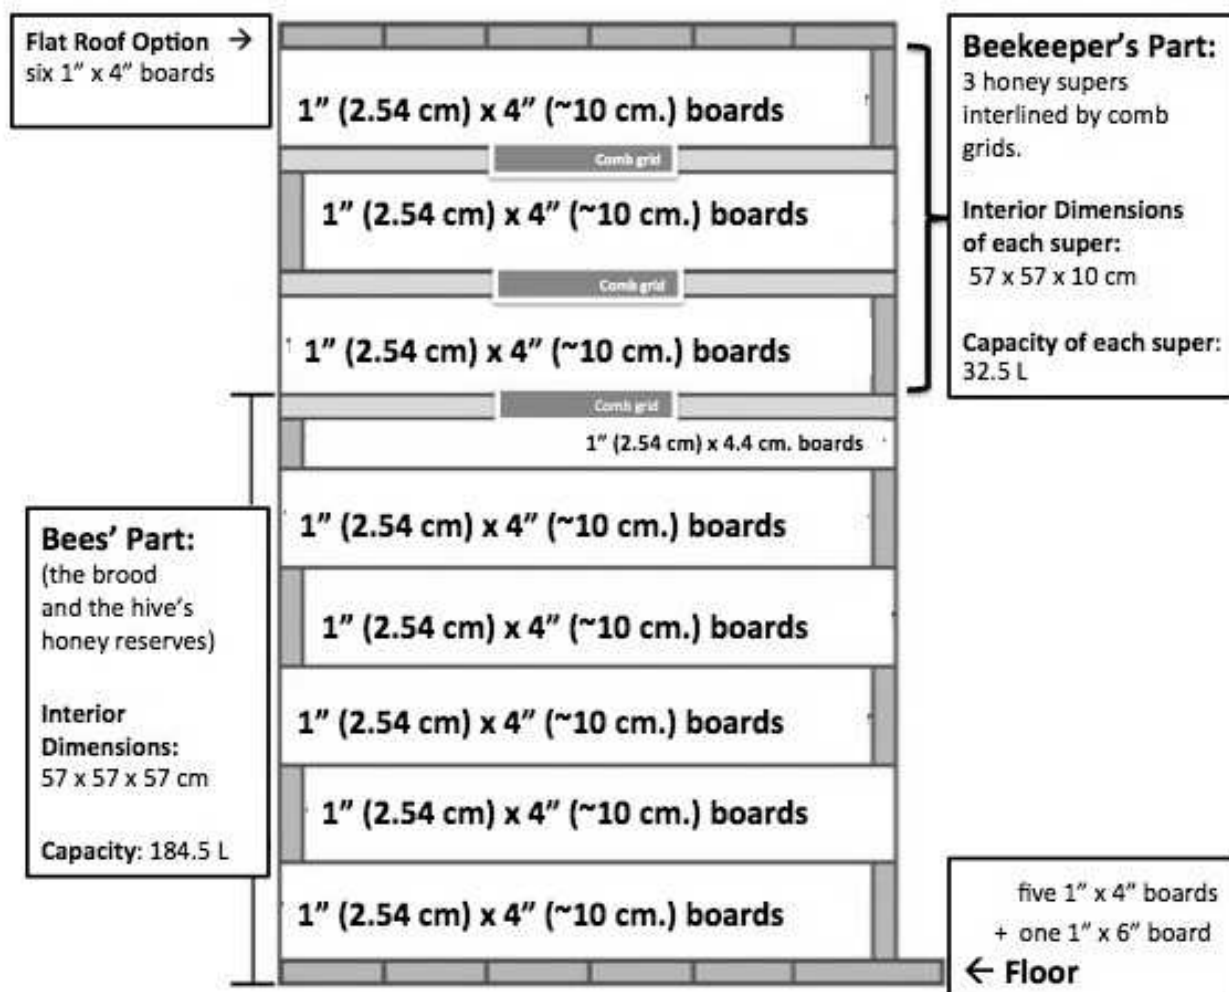 Flat Roof Option →
six 1” x 4” boards
1” (2.54 cm) x 4” (~10 cm.) boards
Comb grid
1” (2.54 cm) x 4” (~10 cm.) boards
Comb grid
1” (2.54 cm) x 4” (~10 cm.) boards
Comb grid
1” (2.54 cm) x 4.4 cm. boards
1” (2.54 cm) x 4” (~10 cm.) boards
1” (2.54 cm) x 4” (~10 cm.) boards
1” (2.54 cm) x 4” (~10 cm.) boards
1” (2.54 cm) x 4” (~10 cm.) boards
1” (2.54 cm) x 4” (~10 cm.) boards
Beekeeper’s Part:
3 honey supers
interlined by comb
grids.
Interior Dimensions
of each super:
57 x 57 x 10 cm
Capacity of each super:
32.5 L
Bees’ Part:
(the brood
and the hive’s
honey reserves)
Interior
Dimensions:
57 x 57 x 57 cm
Capacity: 184.5 L
five 1” x 4” boards
+ one 1” x 6” board
← Floor